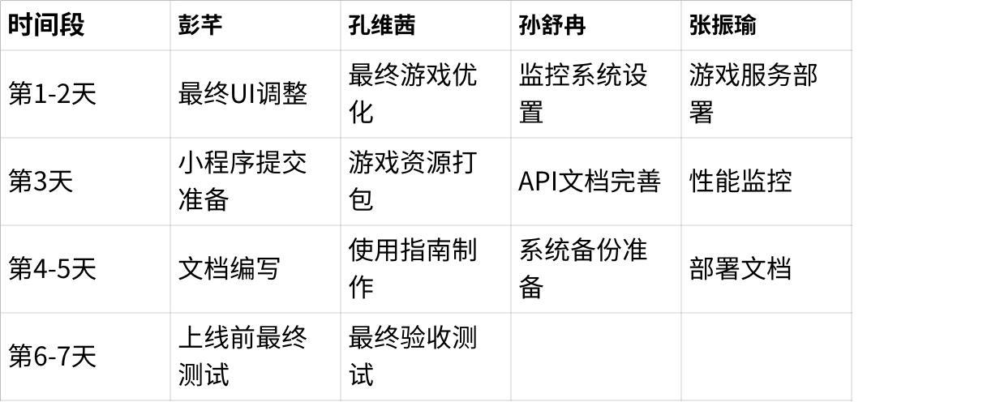 时间段 彭芊 孔维茜 孙舒冉 张振瑜
第1-2天 最终UI调整 最终游戏优化 监控系统设置 游戏服务部署
第3天 小程序提交准备 游戏资源打包 API文档完善 性能监控
第4-5天 文档编写 使用指南制作 系统备份准备 部署文档
第6-7天 上线前最终测试 最终验收测试